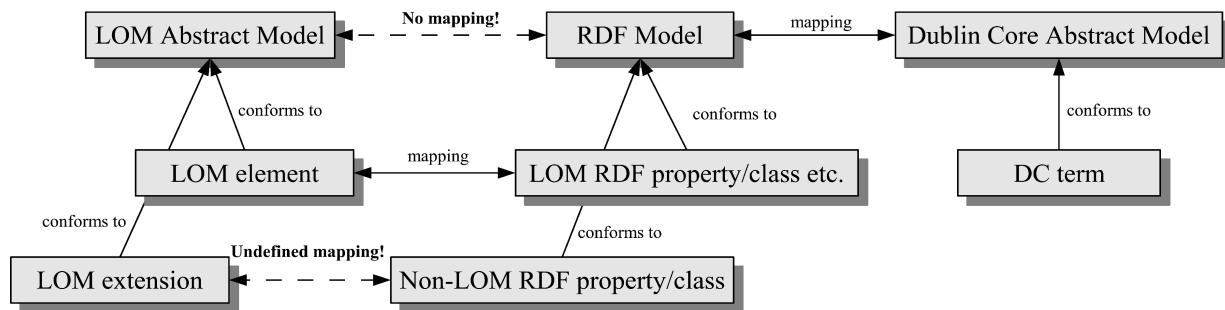 No mapping!
LOM Abstract Model
RDF Model
mapping
Dublin Core Abstract Model
conforms to
conforms to
conforms to
LOM element
mapping
LOM RDF property/class etc.
DC term
conforms to
conforms to
Undefined mapping!
LOM extension
Non-LOM RDF property/class